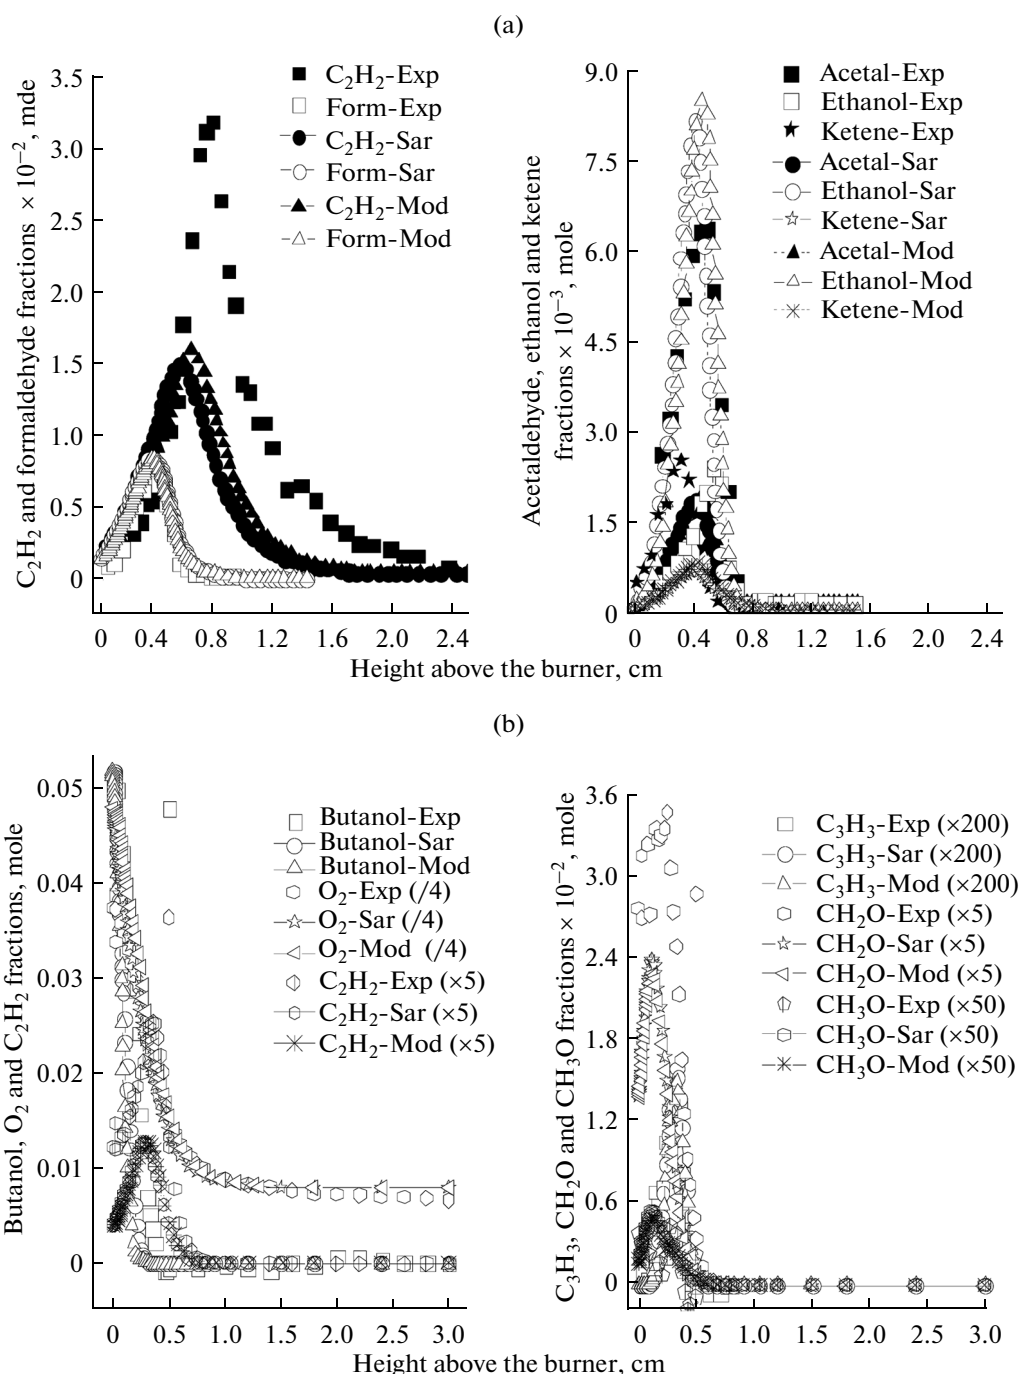 (a)
C₂H₂ and formaldehyde fractions × 10⁻², mde
3.5
3.0
2.5
2.0
1.5
1.0
0.5
0
C₂H₂-Exp
Form-Exp
C₂H₂-Sar
Form-Sar
C₂H₂-Mod
Form-Mod
0 0.4 0.8 1.2 1.6 2.0 2.4
Acetaldehyde, ethanol and ketene
fractions × 10⁻³, mole
9.0
7.5
6.0
4.5
3.0
1.5
0
Acetal-Exp
Ethanol-Exp
Ketene-Exp
Acetal-Sar
Ethanol-Sar
Ketene-Sar
Acetal-Mod
Ethanol-Mod
Ketene-Mod
0 0.4 0.8 1.2 1.6 2.0 2.4
Height above the burner, cm
(b)
Butanol, O₂ and C₂H₂ fractions, mole
0.05
0.04
0.03
0.02
0.01
0
Butanol-Exp
Butanol-Sar
Butanol-Mod
O₂-Exp (/4)
O₂-Sar (/4)
O₂-Mod (/4)
C₂H₂-Exp (×5)
C₂H₂-Sar (×5)
C₂H₂-Mod (×5)
0 0.5 1.0 1.5 2.0 2.5 3.0
C₃H₃, CH₂O and CH₃O fractions × 10⁻², mole
3.6
3.0
2.4
1.8
1.2
0.6
0
C₃H₃-Exp (×200)
C₃H₃-Sar (×200)
C₃H₃-Mod (×200)
CH₂O-Exp (×5)
CH₂O-Sar (×5)
CH₂O-Mod (×5)
CH₃O-Exp (×50)
CH₃O-Sar (×50)
CH₃O-Mod (×50)
0 0.5 1.0 1.5 2.0 2.5 3.0
Height above the burner, cm